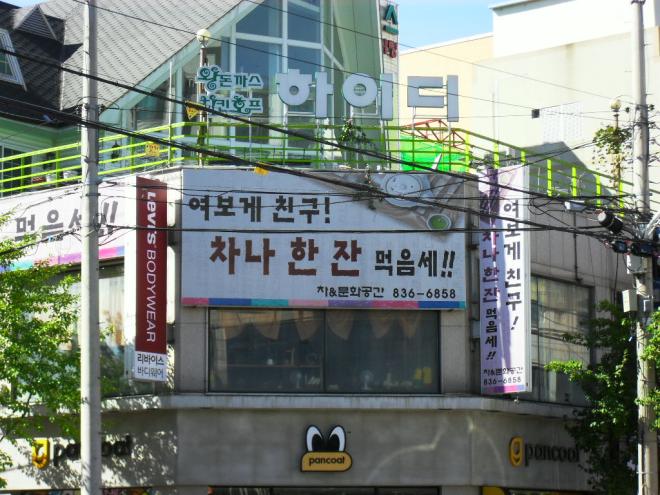 왕돈까스
치킨호프
하이디
여보게 친구!
차나 한 잔 먹음세!!
차&문화공간 836-6858
먹음세!!
LEVI'S BODYWEAR
리바이스
바디웨어
여보게 친구!
차나 한 잔 먹음세!!
836-6858
pancoat
pancoat
pancoat